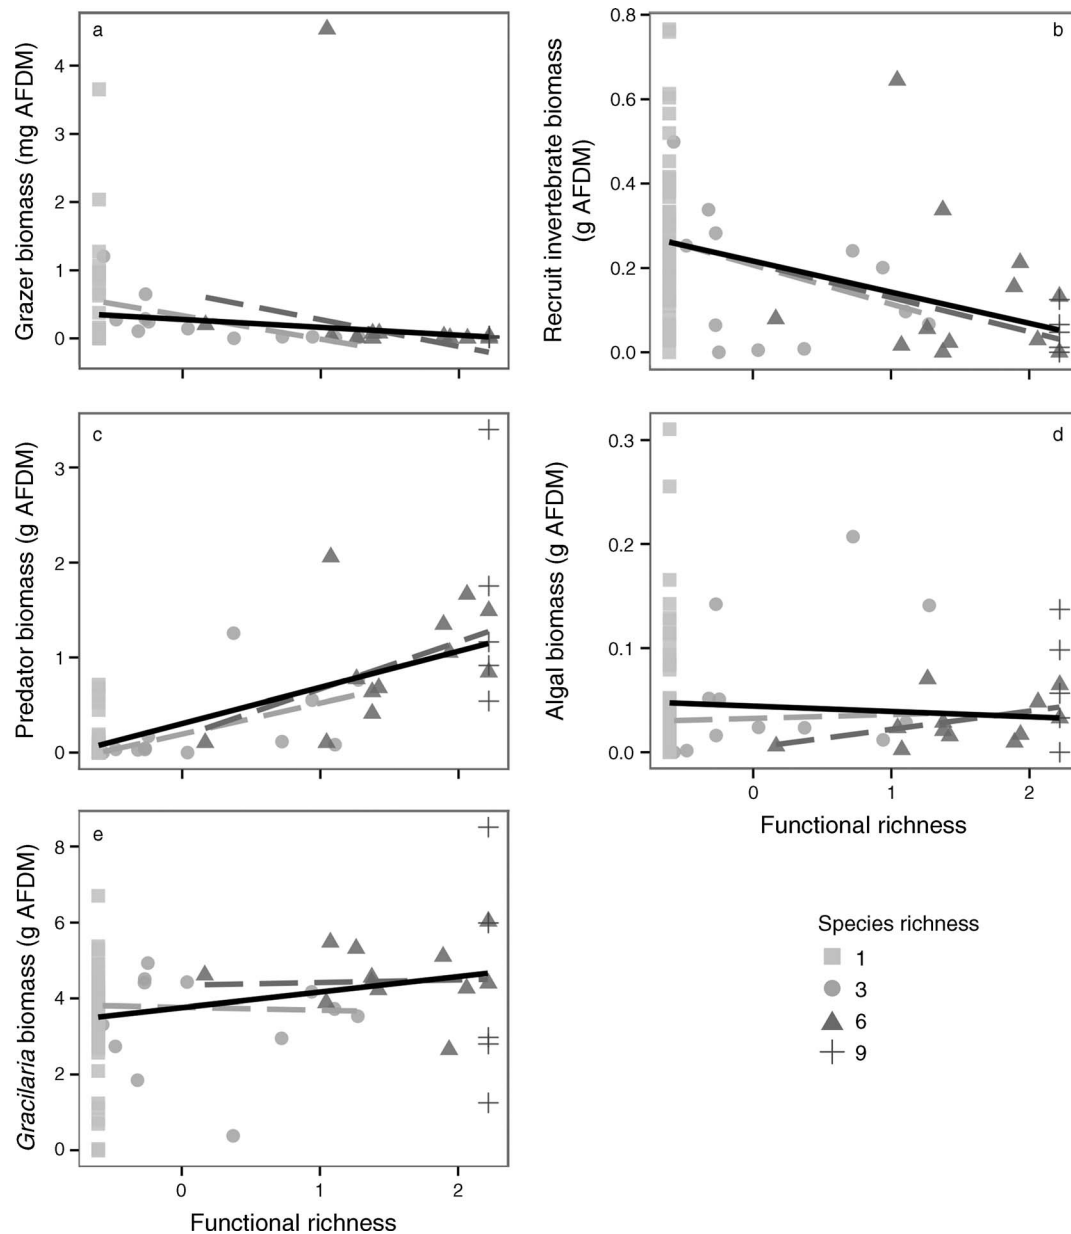 a
Grazer biomass (mg AFDM)
4
3
2
1
0
b
Recruit invertebrate biomass
(g AFDM)
0.8
0.6
0.4
0.2
0.0
0
1
2
c
Predator biomass (g AFDM)
3
2
1
0
d
Algal biomass (g AFDM)
0.3
0.2
0.1
0.0
0
1
2
Functional richness
e
Gracilaria biomass (g AFDM)
8
6
4
2
0
0
1
2
Functional richness
Species richness
1
3
6
9